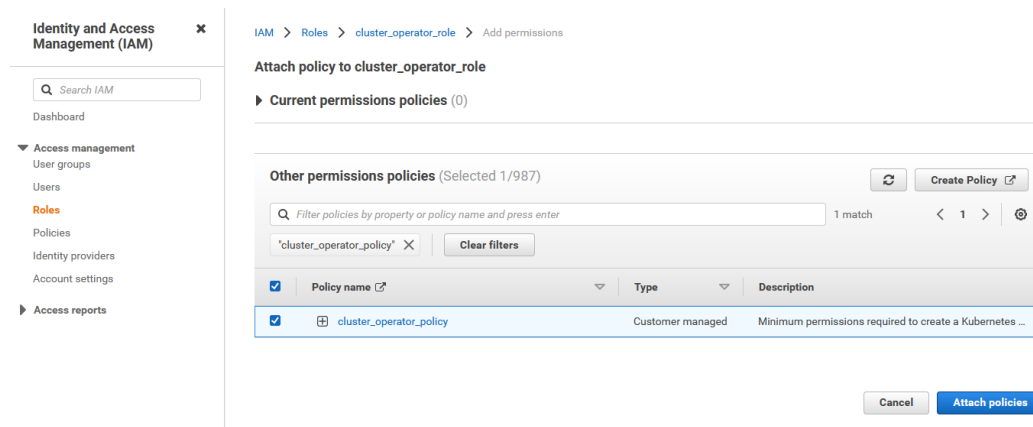 Identity and Access
Management (IAM)
Search IAM
Dashboard
Access management
User groups
Users
Roles
Policies
Identity providers
Account settings
Access reports
IAM > Roles > cluster_operator_role > Add permissions
Attach policy to cluster_operator_role
Current permissions policies (0)
Other permissions policies (Selected 1/987)
Create Policy
Filter policies by property or policy name and press enter
1 match
1
"cluster_operator_policy"
Clear filters
Policy name Type Description
cluster_operator_policy Customer managed Minimum permissions required to create a Kubernetes ...
Cancel Attach policies